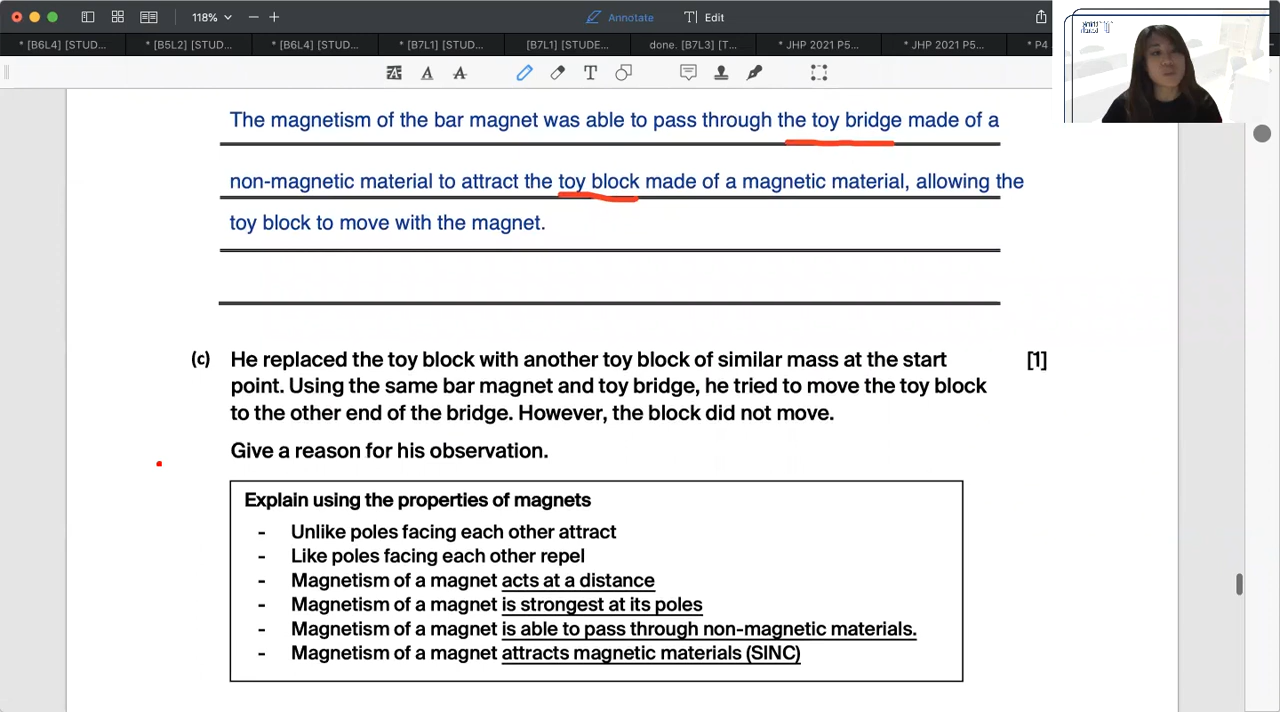 118%
Annotate
Edit
* [B6L4] [STUD...
* [B5L2] [STUD...
* [B6L4] [STUD...
* [B7L1] [STUD...
[B7L1] [STUDE...
done. [B7L3] [T...
* JHP 2021 P5...
* JHP 2021 P5...
* P4
The magnetism of the bar magnet was able to pass through the toy bridge made of a
non-magnetic material to attract the toy block made of a magnetic material, allowing the
toy block to move with the magnet.
(c) He replaced the toy block with another toy block of similar mass at the start [1]
point. Using the same bar magnet and toy bridge, he tried to move the toy block
to the other end of the bridge. However, the block did not move.
Give a reason for his observation.
Explain using the properties of magnets
- Unlike poles facing each other attract
- Like poles facing each other repel
- Magnetism of a magnet acts at a distance
- Magnetism of a magnet is strongest at its poles
- Magnetism of a magnet is able to pass through non-magnetic materials.
- Magnetism of a magnet attracts magnetic materials (SINC)